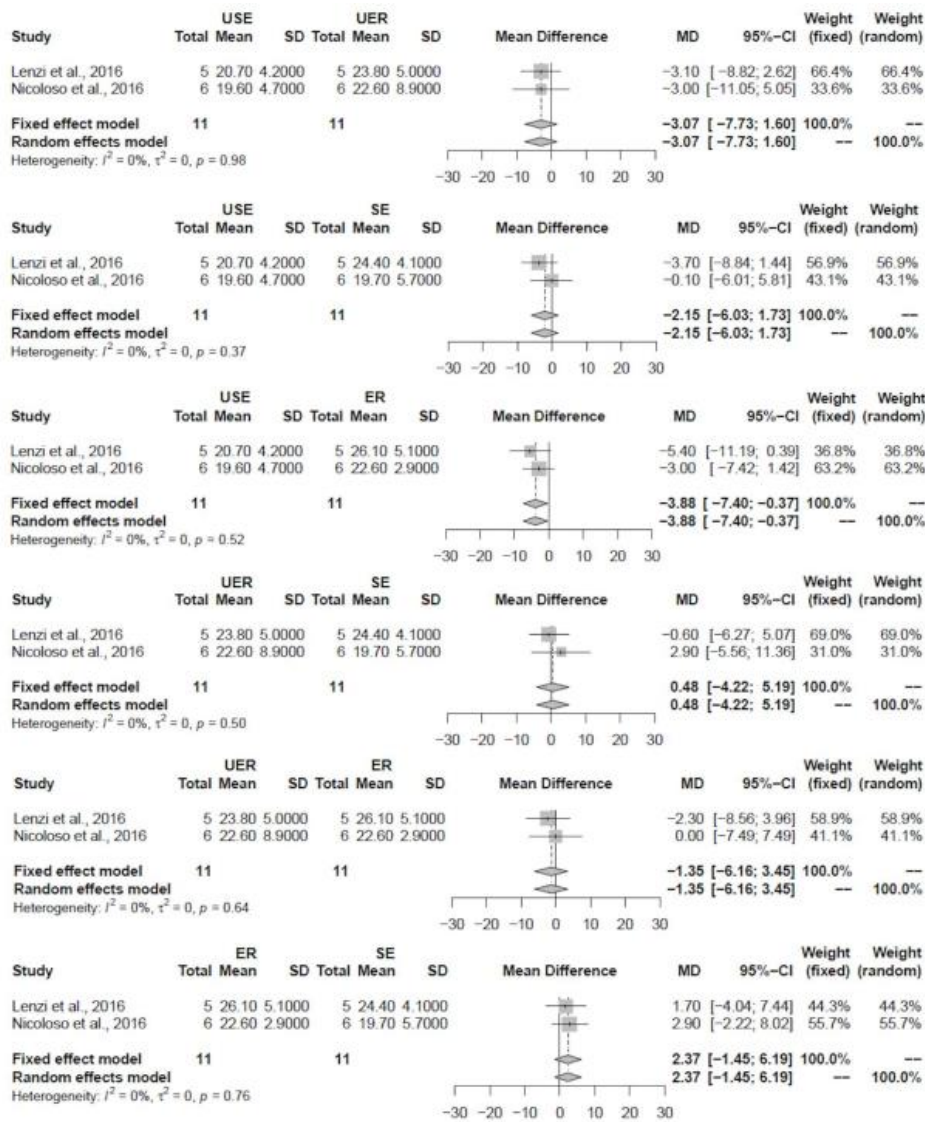 USE UER Weight Weight
Study Total Mean SD Total Mean SD Mean Difference MD 95%−CI (fixed) (random)
Lenzi et al., 2016 5 20.70 4.2000 5 23.80 5.0000 −3.10 [ −8.82; 2.62] 66.4% 66.4%
Nicoloso et al., 2016 6 19.60 4.7000 6 22.60 8.9000 −3.00 [−11.05; 5.05] 33.6% 33.6%
Fixed effect model 11 11 −3.07 [ −7.73; 1.60] 100.0% −−
Random effects model −3.07 [ −7.73; 1.60] −− 100.0%
Heterogeneity: I² = 0%, τ² = 0, p = 0.98
−30 −20 −10 0 10 20 30
USE SE Weight Weight
Study Total Mean SD Total Mean SD Mean Difference MD 95%−CI (fixed) (random)
Lenzi et al., 2016 5 20.70 4.2000 5 24.40 4.1000 −3.70 [−8.84; 1.44] 56.9% 56.9%
Nicoloso et al., 2016 6 19.60 4.7000 6 19.70 5.7000 −0.10 [−6.01; 5.81] 43.1% 43.1%
Fixed effect model 11 11 −2.15 [−6.03; 1.73] 100.0% −−
Random effects model −2.15 [−6.03; 1.73] −− 100.0%
Heterogeneity: I² = 0%, τ² = 0, p = 0.37
−30 −20 −10 0 10 20 30
USE ER Weight Weight
Study Total Mean SD Total Mean SD Mean Difference MD 95%−CI (fixed) (random)
Lenzi et al., 2016 5 20.70 4.2000 5 26.10 5.1000 −5.40 [−11.19; 0.39] 36.8% 36.8%
Nicoloso et al., 2016 6 19.60 4.7000 6 22.60 2.9000 −3.00 [ −7.42; 1.42] 63.2% 63.2%
Fixed effect model 11 11 −3.88 [ −7.40; −0.37] 100.0% −−
Random effects model −3.88 [ −7.40; −0.37] −− 100.0%
Heterogeneity: I² = 0%, τ² = 0, p = 0.52
−30 −20 −10 0 10 20 30
UER SE Weight Weight
Study Total Mean SD Total Mean SD Mean Difference MD 95%−CI (fixed) (random)
Lenzi et al., 2016 5 23.80 5.0000 5 24.40 4.1000 −0.60 [−6.27; 5.07] 69.0% 69.0%
Nicoloso et al., 2016 6 22.60 8.9000 6 19.70 5.7000 2.90 [−5.56; 11.36] 31.0% 31.0%
Fixed effect model 11 11 0.48 [−4.22; 5.19] 100.0% −−
Random effects model 0.48 [−4.22; 5.19] −− 100.0%
Heterogeneity: I² = 0%, τ² = 0, p = 0.50
−30 −20 −10 0 10 20 30
UER ER Weight Weight
Study Total Mean SD Total Mean SD Mean Difference MD 95%−CI (fixed) (random)
Lenzi et al., 2016 5 23.80 5.0000 5 26.10 5.1000 −2.30 [−8.56; 3.96] 58.9% 58.9%
Nicoloso et al., 2016 6 22.60 8.9000 6 22.60 2.9000 0.00 [−7.49; 7.49] 41.1% 41.1%
Fixed effect model 11 11 −1.35 [−6.16; 3.45] 100.0% −−
Random effects model −1.35 [−6.16; 3.45] −− 100.0%
Heterogeneity: I² = 0%, τ² = 0, p = 0.64
−30 −20 −10 0 10 20 30
ER SE Weight Weight
Study Total Mean SD Total Mean SD Mean Difference MD 95%−CI (fixed) (random)
Lenzi et al., 2016 5 26.10 5.1000 5 24.40 4.1000 1.70 [−4.04; 7.44] 44.3% 44.3%
Nicoloso et al., 2016 6 22.60 2.9000 6 19.70 5.7000 2.90 [−2.22; 8.02] 55.7% 55.7%
Fixed effect model 11 11 2.37 [−1.45; 6.19] 100.0% −−
Random effects model 2.37 [−1.45; 6.19] −− 100.0%
Heterogeneity: I² = 0%, τ² = 0, p = 0.76
−30 −20 −10 0 10 20 30